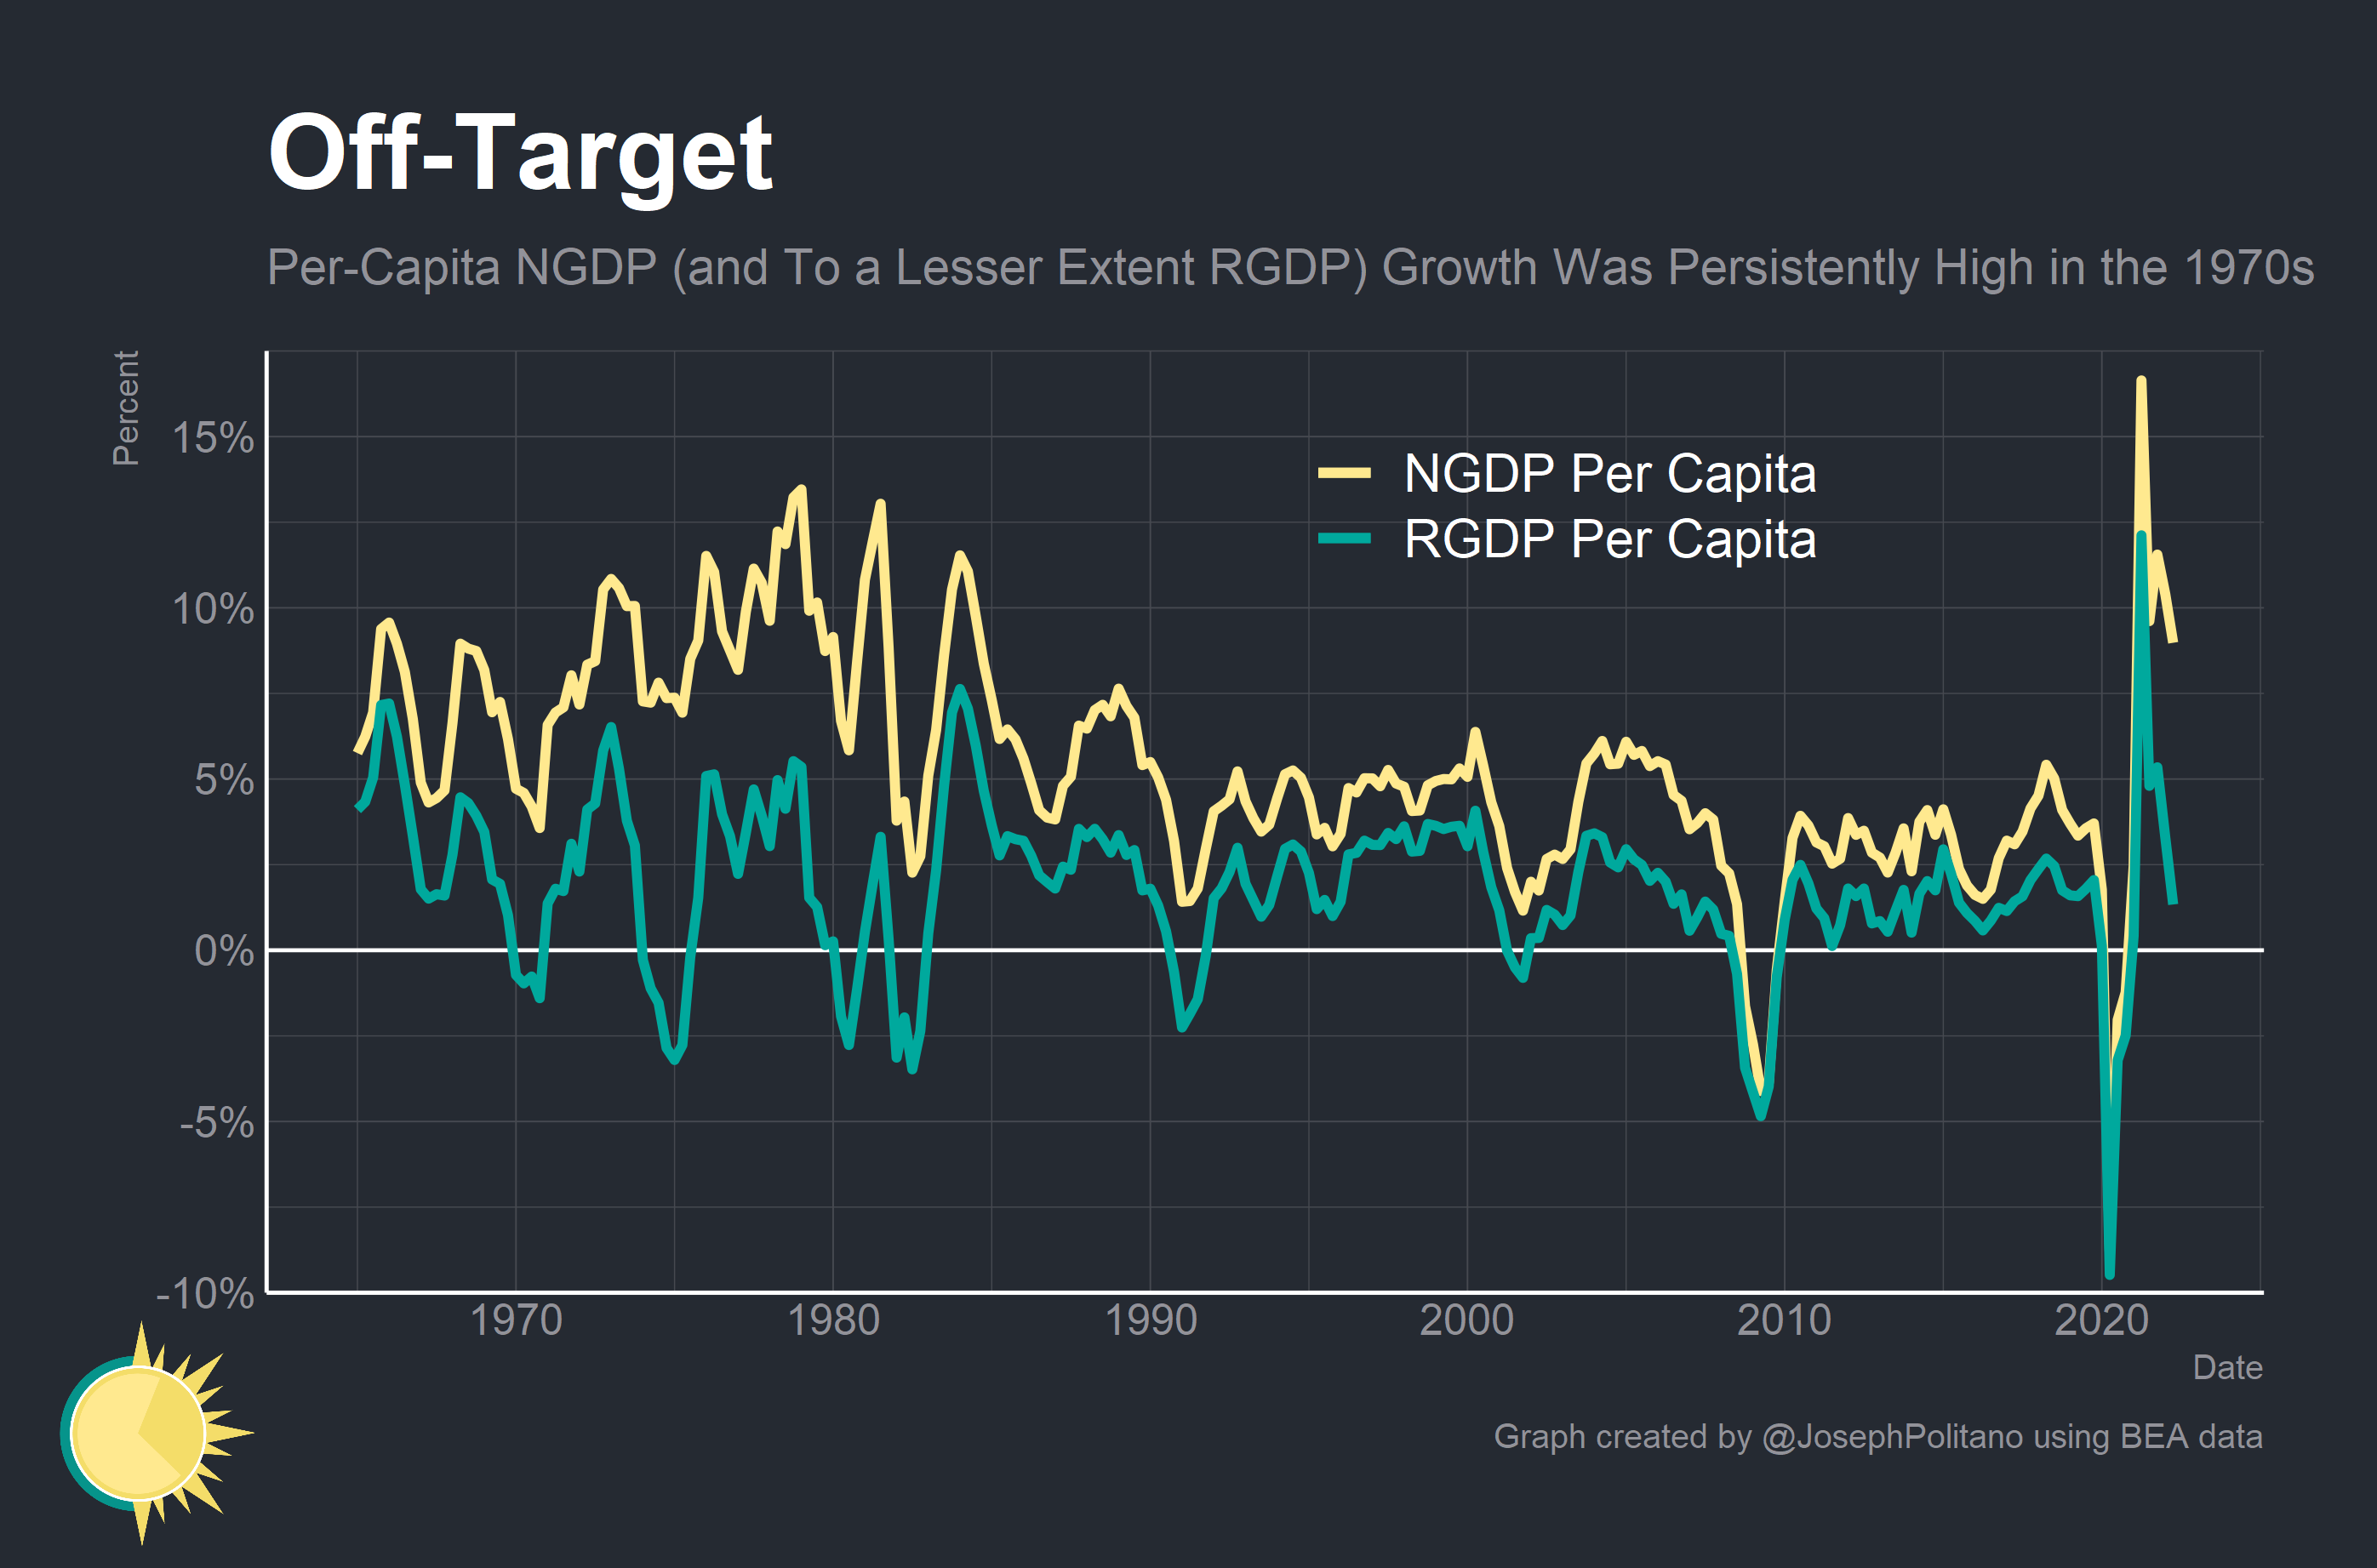 Off-Target
Per-Capita NGDP (and To a Lesser Extent RGDP) Growth Was Persistently High in the 1970s
Percent
15%
10%
5%
0%
-5%
-10%
NGDP Per Capita
RGDP Per Capita
1970 1980 1990 2000 2010 2020
Date
Graph created by @JosephPolitano using BEA data